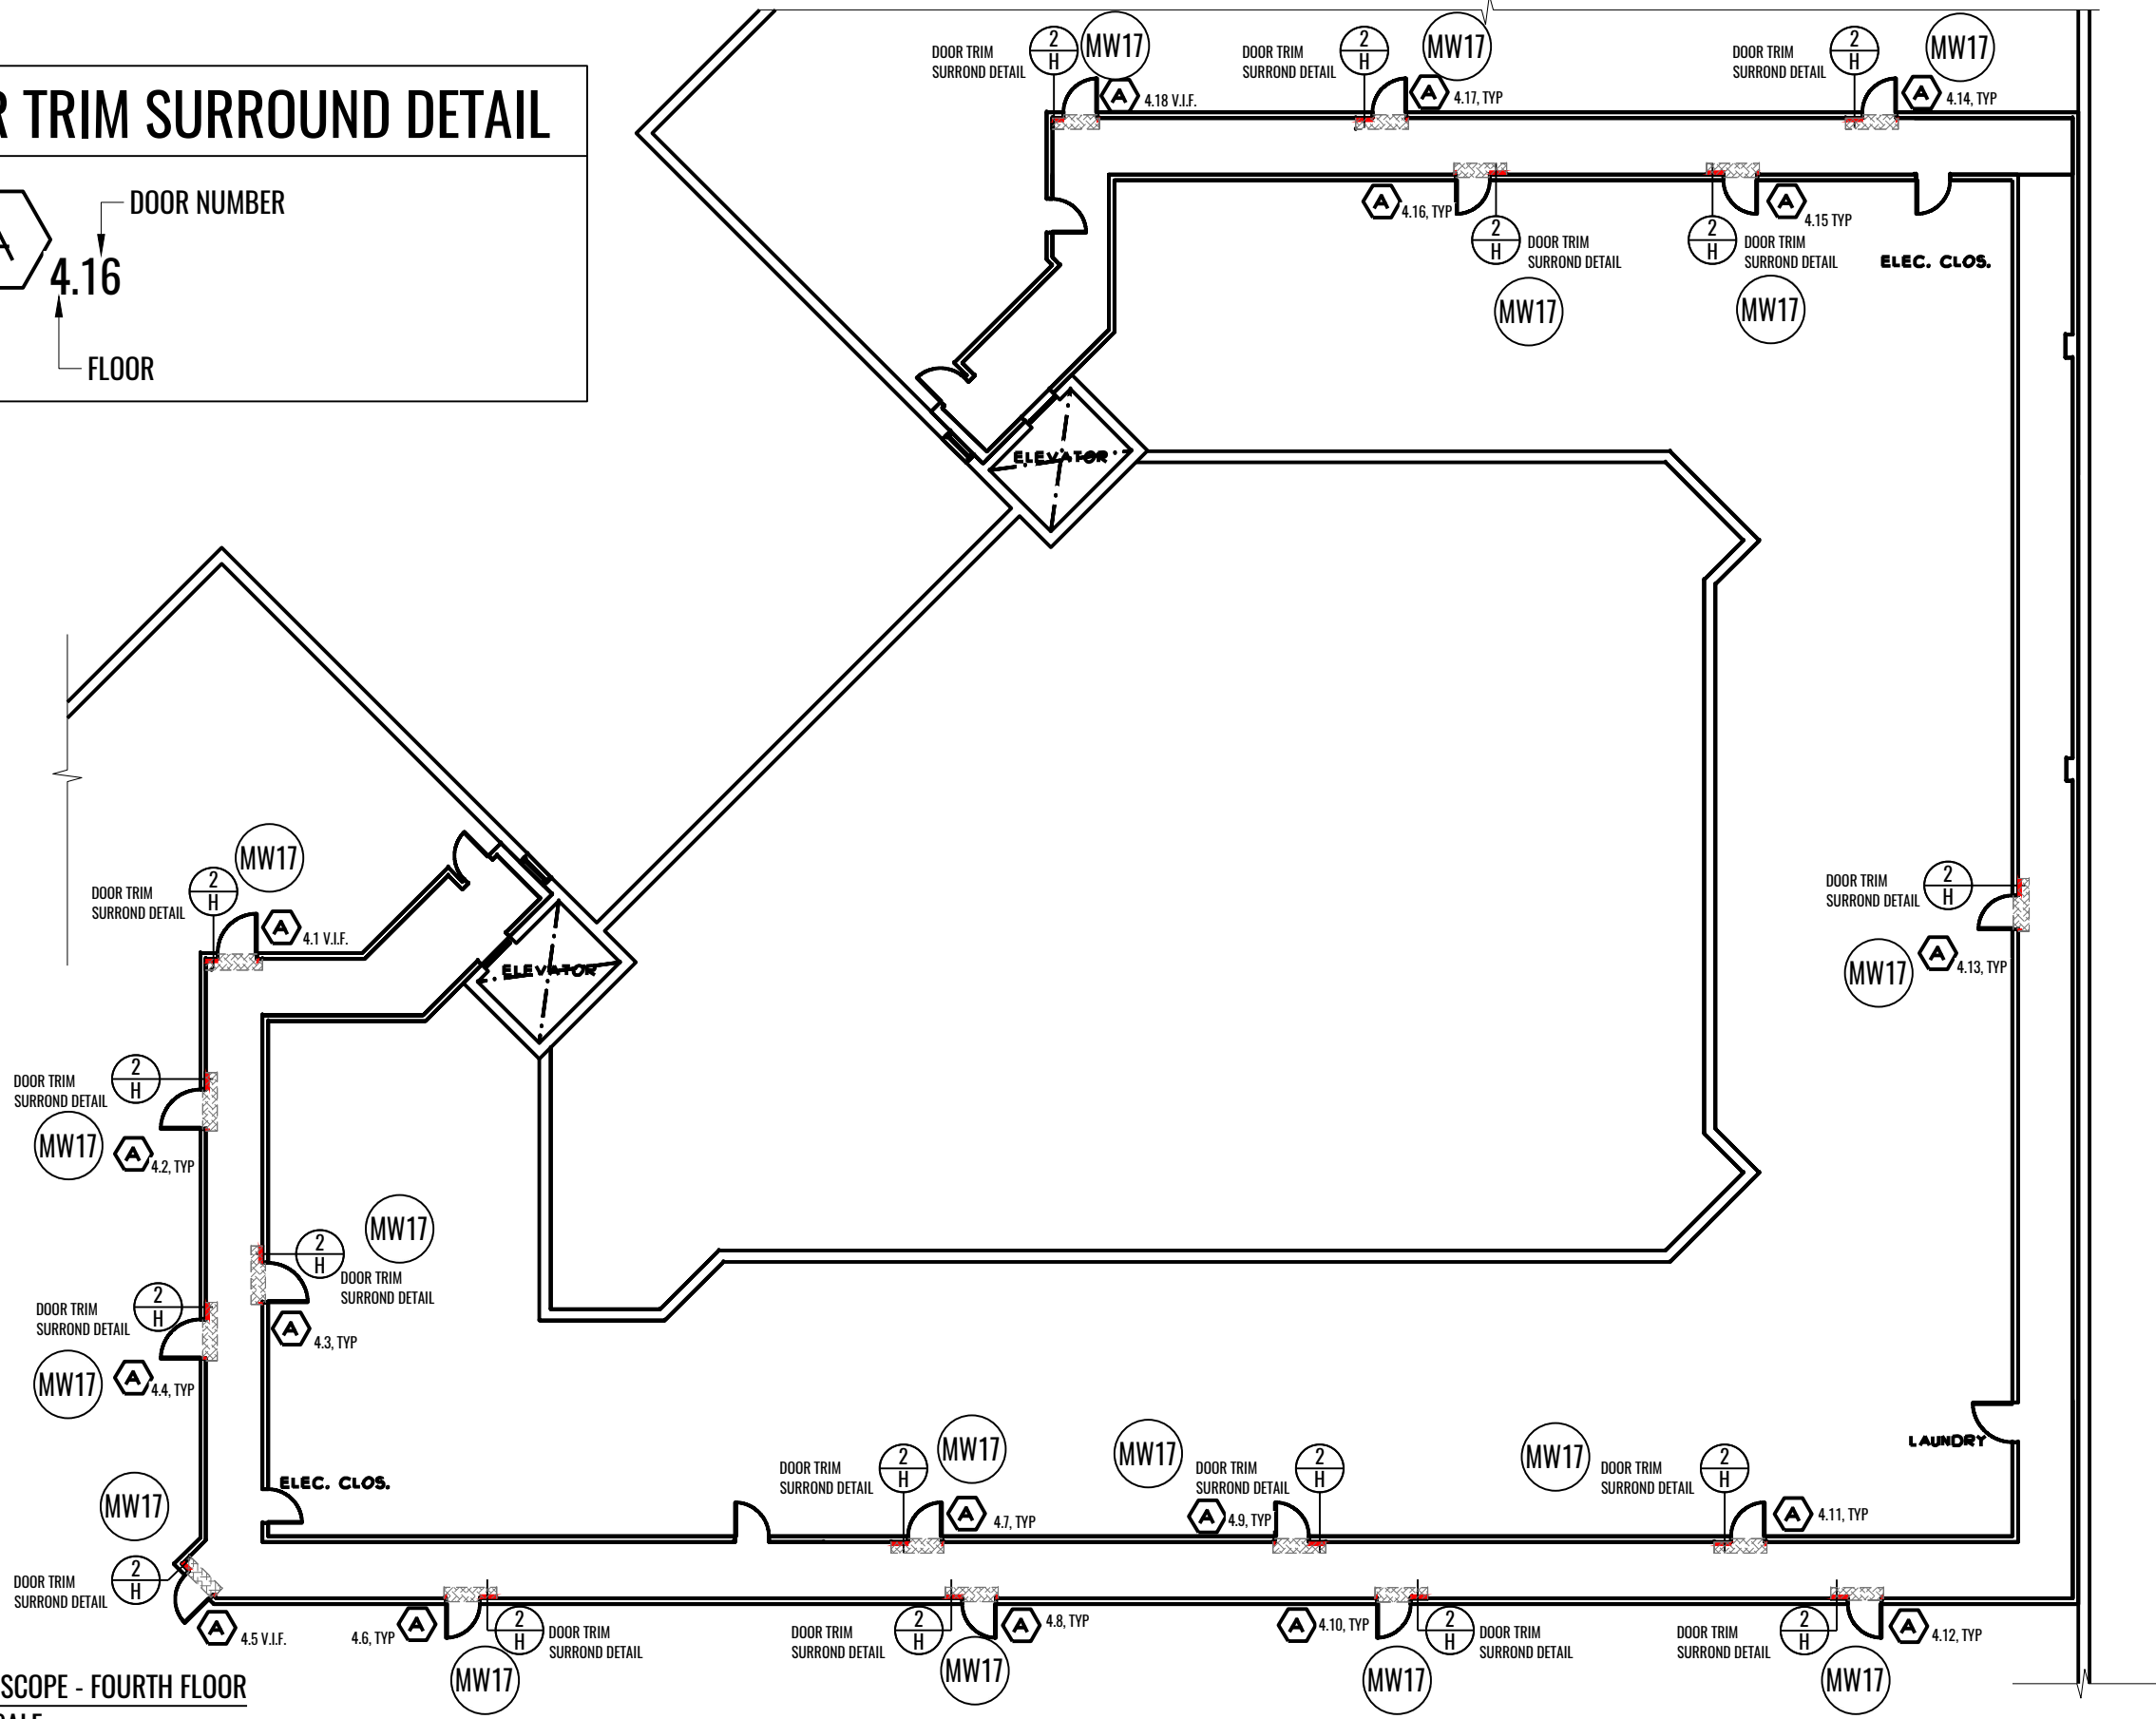 R TRIM SURROUND DETAIL
A
DOOR NUMBER
4.16
FLOOR
DOOR TRIM
SURROND DETAIL
2
H
MW17
A
4.18 V.I.F.
DOOR TRIM
SURROND DETAIL
2
H
MW17
A
4.17, TYP
DOOR TRIM
SURROND DETAIL
2
H
MW17
A
4.14, TYP
A
4.16, TYP
2
H
DOOR TRIM
SURROND DETAIL
MW17
A
4.15 TYP
2
H
DOOR TRIM
SURROND DETAIL
MW17
ELEC. CLOS.
ELEVATOR
MW17
DOOR TRIM
SURROND DETAIL
2
H
A
4.1 V.I.F.
ELEVATOR
DOOR TRIM
SURROND DETAIL
2
H
MW17
A
4.13, TYP
DOOR TRIM
SURROND DETAIL
2
H
MW17
A
4.2, TYP
MW17
2
H
DOOR TRIM
SURROND DETAIL
A
4.3, TYP
DOOR TRIM
SURROND DETAIL
2
H
MW17
A
4.4, TYP
ELEC. CLOS.
MW17
DOOR TRIM
SURROND DETAIL
2
H
A
4.5 V.I.F.
DOOR TRIM
SURROND DETAIL
2
H
MW17
A
4.7, TYP
MW17
DOOR TRIM
SURROND DETAIL
2
H
A
4.9, TYP
MW17
DOOR TRIM
SURROND DETAIL
2
H
A
4.11, TYP
LAUNDRY
4.6, TYP
A
2
H
DOOR TRIM
SURROND DETAIL
MW17
DOOR TRIM
SURROND DETAIL
2
H
A
4.8, TYP
MW17
A
4.10, TYP
2
H
DOOR TRIM
SURROND DETAIL
MW17
DOOR TRIM
SURROND DETAIL
2
H
A
4.12, TYP
MW17
SCOPE - FOURTH FLOOR